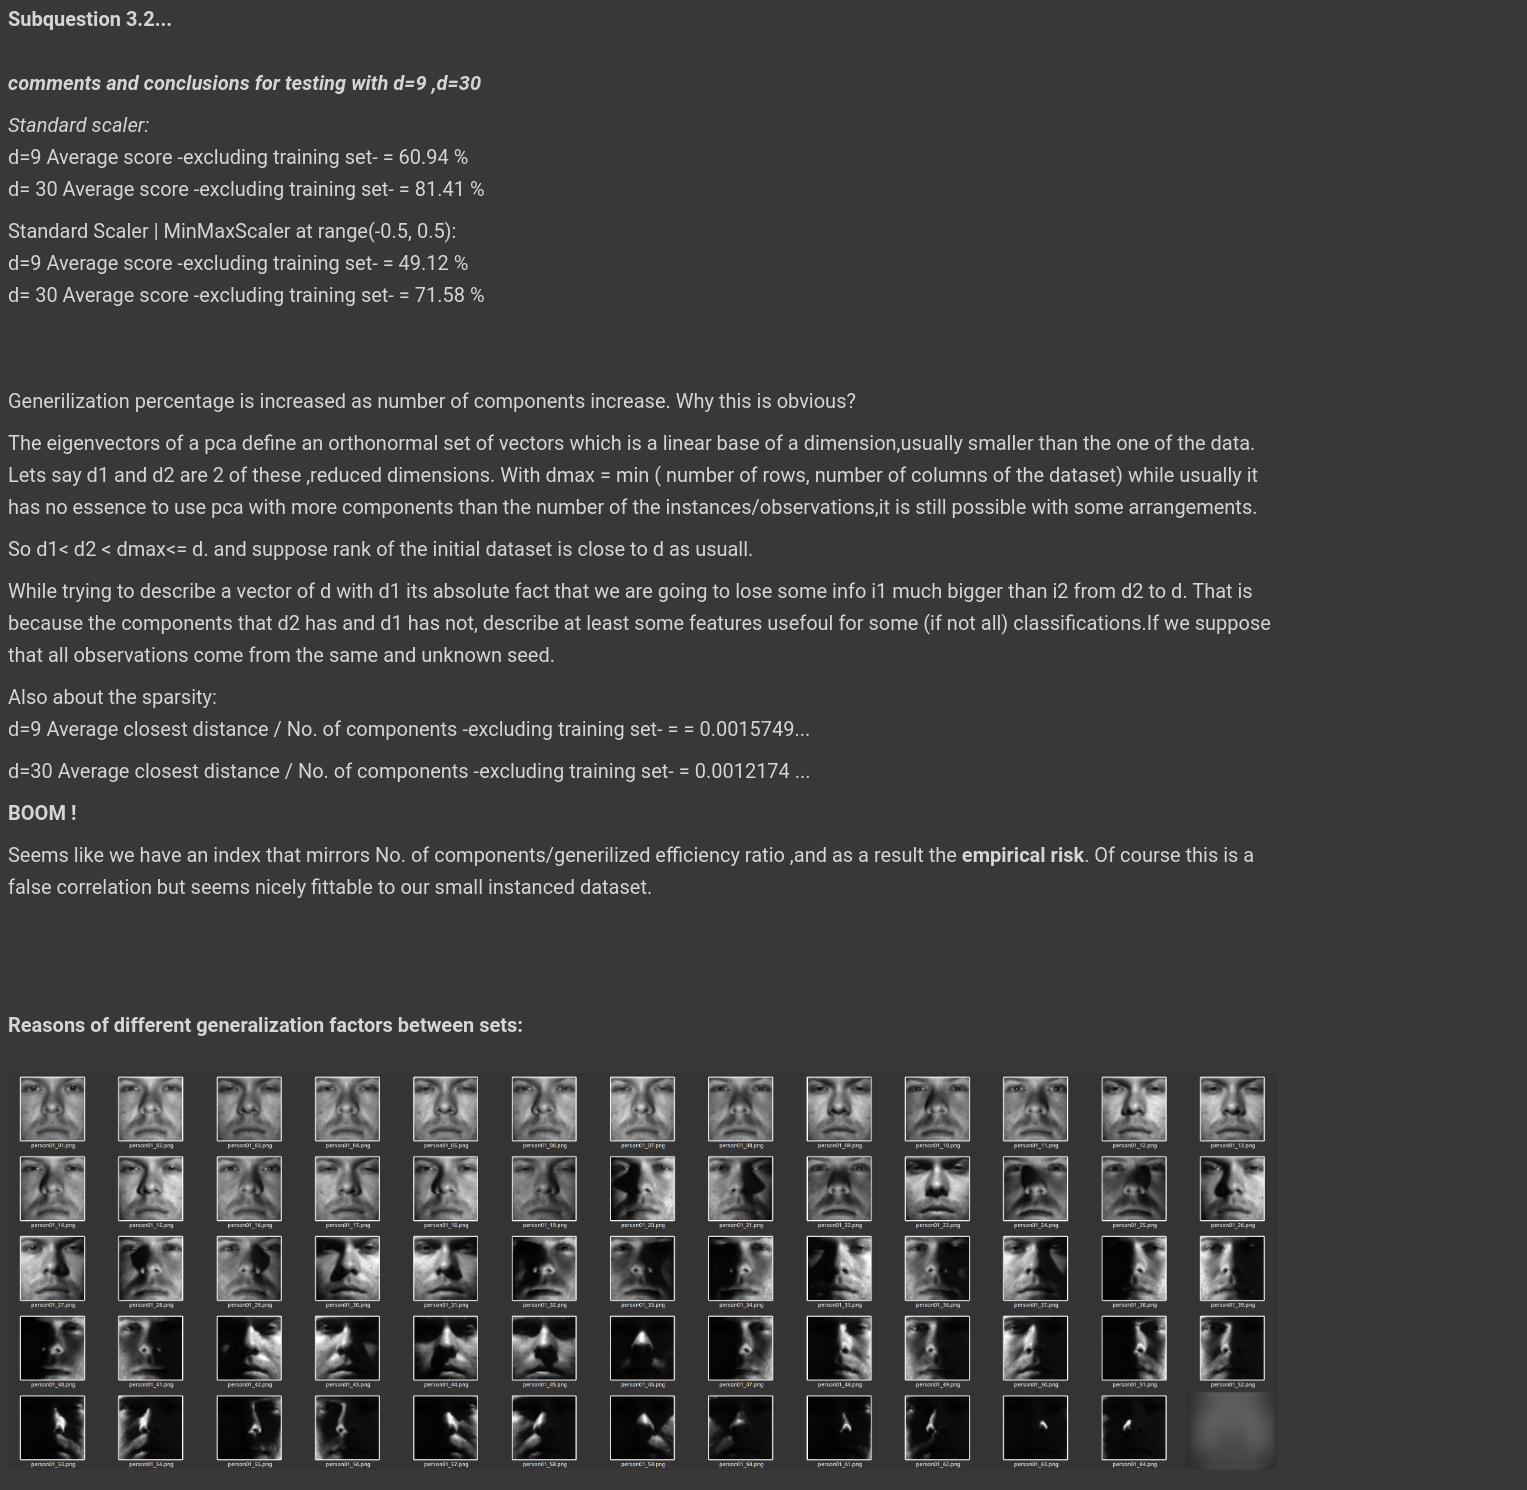 Subquestion 3.2...
comments and conclusions for testing with d=9 ,d=30
Standard scaler:
d=9 Average score -excluding training set- = 60.94 %
d= 30 Average score -excluding training set- = 81.41 %
Standard Scaler | MinMaxScaler at range(-0.5, 0.5):
d=9 Average score -excluding training set- = 49.12 %
d= 30 Average score -excluding training set- = 71.58 %
Generilization percentage is increased as number of components increase. Why this is obvious?
The eigenvectors of a pca define an orthonormal set of vectors which is a linear base of a dimension,usually smaller than the one of the data.
Lets say d1 and d2 are 2 of these ,reduced dimensions. With dmax = min ( number of rows, number of columns of the dataset) while usually it
has no essence to use pca with more components than the number of the instances/observations,it is still possible with some arrangements.
So d1< d2 < dmax<= d. and suppose rank of the initial dataset is close to d as usuall.
While trying to describe a vector of d with d1 its absolute fact that we are going to lose some info i1 much bigger than i2 from d2 to d. That is
because the components that d2 has and d1 has not, describe at least some features usefoul for some (if not all) classifications.If we suppose
that all observations come from the same and unknown seed.
Also about the sparsity:
d=9 Average closest distance / No. of components -excluding training set- = = 0.0015749...
d=30 Average closest distance / No. of components -excluding training set- = 0.0012174 ...
BOOM !
Seems like we have an index that mirrors No. of components/generilized efficiency ratio ,and as a result the empirical risk. Of course this is a
false correlation but seems nicely fittable to our small instanced dataset.
Reasons of different generalization factors between sets:
person01_01.png person01_02.png person01_03.png person01_04.png person01_05.png person01_06.png person01_07.png person01_08.png person01_09.png person01_10.png person01_11.png person01_12.png person01_13.png
person01_14.png person01_15.png person01_16.png person01_17.png person01_18.png person01_19.png person01_20.png person01_21.png person01_22.png person01_23.png person01_24.png person01_25.png person01_26.png
person01_27.png person01_28.png person01_29.png person01_30.png person01_31.png person01_32.png person01_33.png person01_34.png person01_35.png person01_36.png person01_37.png person01_38.png person01_39.png
person01_40.png person01_41.png person01_42.png person01_43.png person01_44.png person01_45.png person01_46.png person01_47.png person01_48.png person01_49.png person01_50.png person01_51.png person01_52.png
person01_53.png person01_54.png person01_55.png person01_56.png person01_57.png person01_58.png person01_59.png person01_60.png person01_61.png person01_62.png person01_63.png person01_64.png